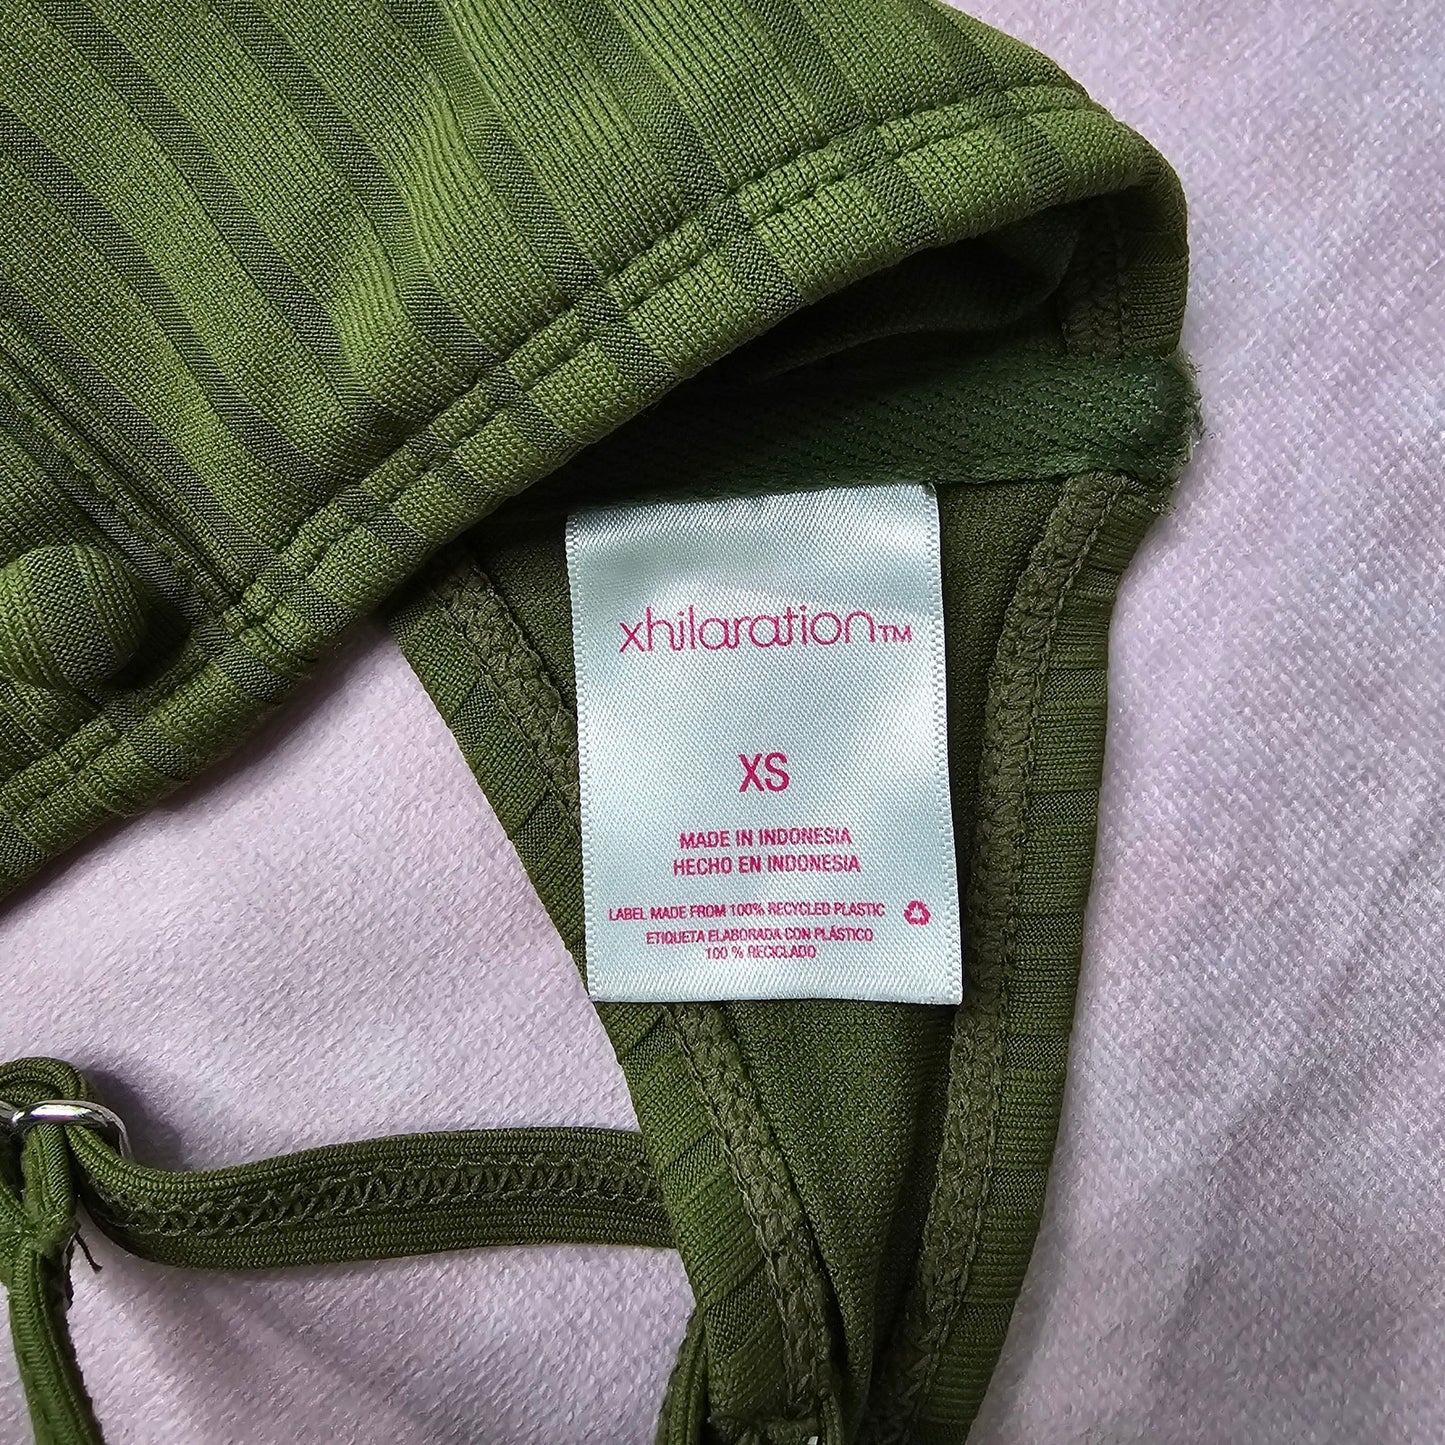 xhilaration™
XS
MADE IN INDONESIA
HECHO EN INDONESIA
LABEL MADE FROM 100% RECYCLED PLASTIC
ETIQUETA ELABORADA CON PLÁSTICO
100 % RECICLADO